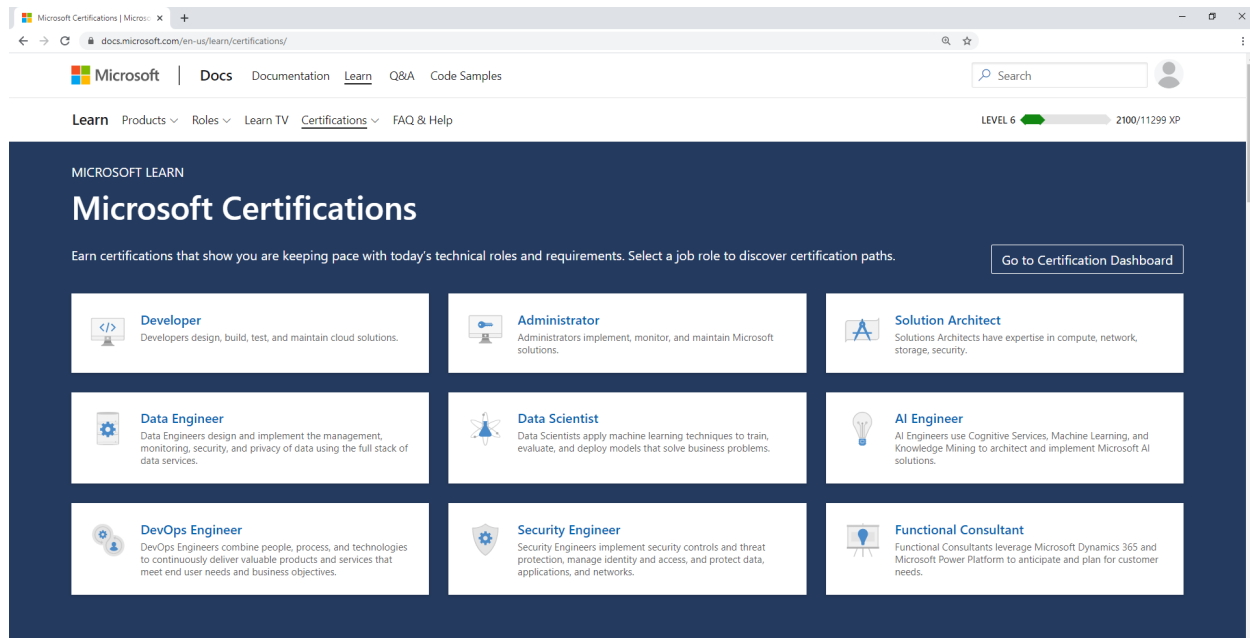 Microsoft Certifications | Micros
docs.microsoft.com/en-us/learn/certifications/
Microsoft | Docs Documentation Learn Q&A Code Samples Search
Learn Products Roles Learn TV Certifications FAQ & Help LEVEL 6 2100/11299 XP
MICROSOFT LEARN
Microsoft Certifications
Earn certifications that show you are keeping pace with today's technical roles and requirements. Select a job role to discover certification paths.
Go to Certification Dashboard
</>
Developer
Developers design, build, test, and maintain cloud solutions.
Administrator
Administrators implement, monitor, and maintain Microsoft
solutions.
Solution Architect
Solutions Architects have expertise in compute, network,
storage, security.
Data Engineer
Data Engineers design and implement the management,
monitoring, security, and privacy of data using the full stack of
data services.
Data Scientist
Data Scientists apply machine learning techniques to train,
evaluate, and deploy models that solve business problems.
AI Engineer
AI Engineers use Cognitive Services, Machine Learning, and
Knowledge Mining to architect and implement Microsoft AI
solutions.
DevOps Engineer
DevOps Engineers combine people, process, and technologies
to continuously deliver valuable products and services that
meet end user needs and business objectives.
Security Engineer
Security Engineers implement security controls and threat
protection, manage identity and access, and protect data,
applications, and networks.
Functional Consultant
Functional Consultants leverage Microsoft Dynamics 365 and
Microsoft Power Platform to anticipate and plan for customer
needs.